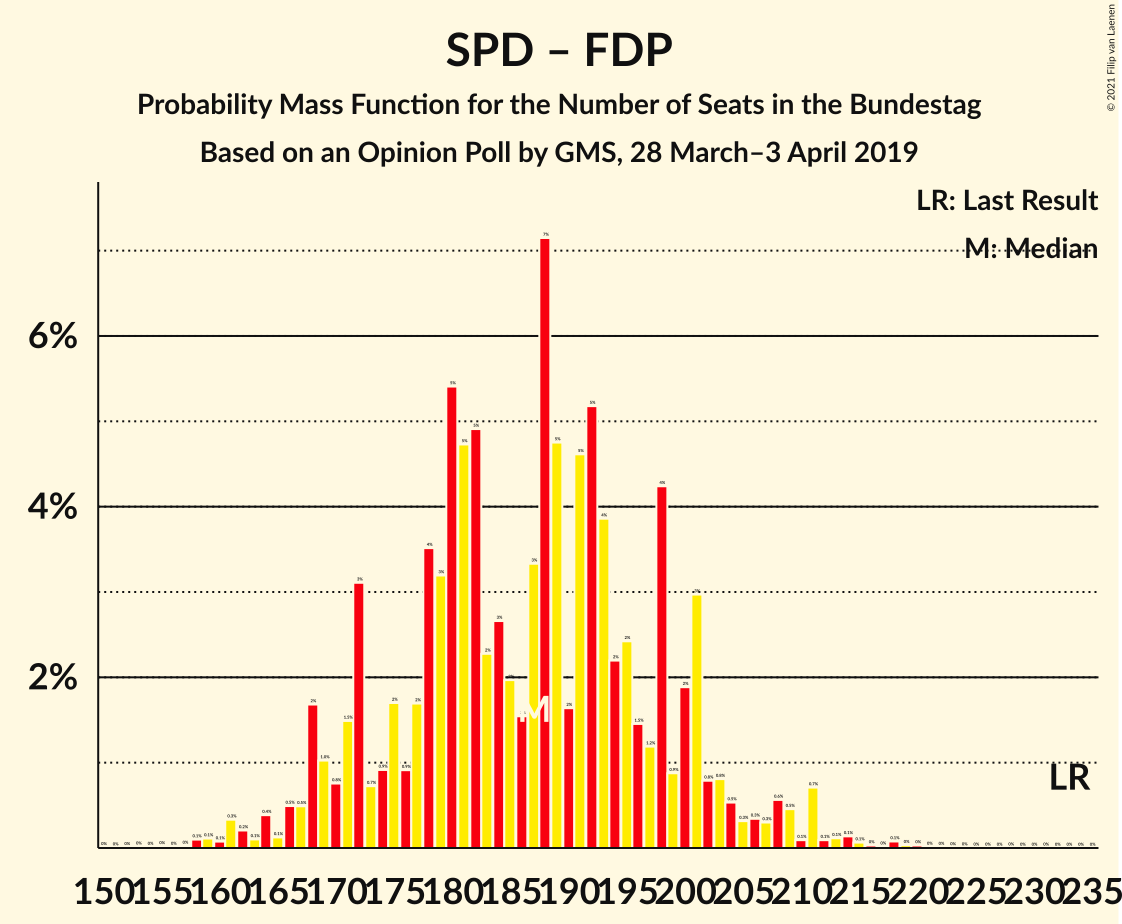 SPD – FDP
Probability Mass Function for the Number of Seats in the Bundestag
Based on an Opinion Poll by GMS, 28 March–3 April 2019
© 2021 Filip van Laenen
LR: Last Result
M: Median
6%
4%
2%
M
LR
150 155 160 165 170 175 180 185 190 195 200 205 210 215 220 225 230 235